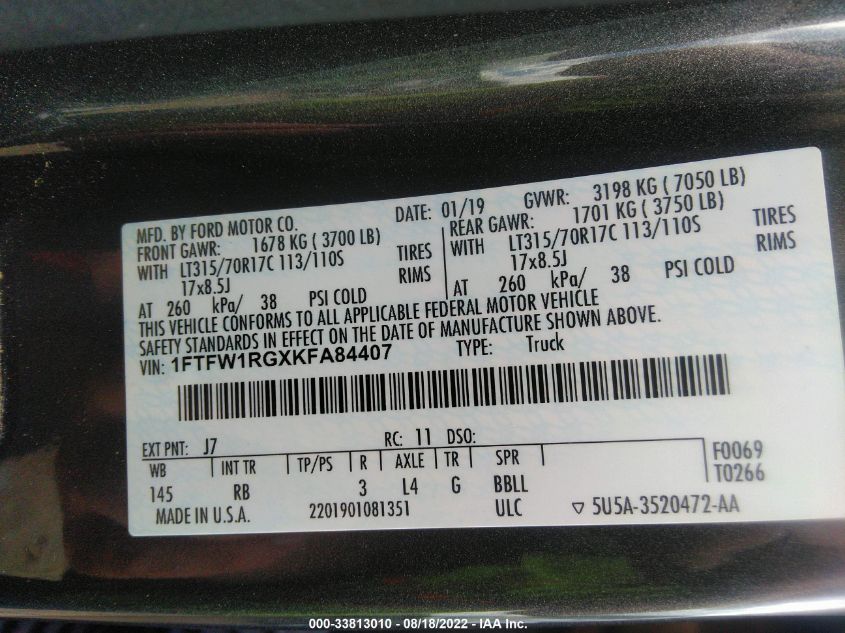 MFD. BY FORD MOTOR CO. DATE: 01/19 GVWR: 3198 KG ( 7050 LB)
FRONT GAWR: 1678 KG ( 3700 LB) REAR GAWR: 1701 KG ( 3750 LB)
WITH LT315/70R17C 113/110S TIRES WITH LT315/70R17C 113/110S TIRES
17x8.5J RIMS 17x8.5J RIMS
AT 260 kPa/ 38 PSI COLD AT 260 kPa/ 38 PSI COLD
THIS VEHICLE CONFORMS TO ALL APPLICABLE FEDERAL MOTOR VEHICLE
SAFETY STANDARDS IN EFFECT ON THE DATE OF MANUFACTURE SHOWN ABOVE.
VIN: 1FTFW1RGXKFA84407 TYPE: Truck
EXT PNT: J7 RC: 11 DSO:
WB INT TR TP/PS R AXLE TR SPR F0069
145 RB 3 L4 G BBLL T0266
MADE IN U.S.A. 2201901081351 ULC ▽ 5U5A-3520472-AA
000-33813010 - 08/18/2022 - IAA Inc.